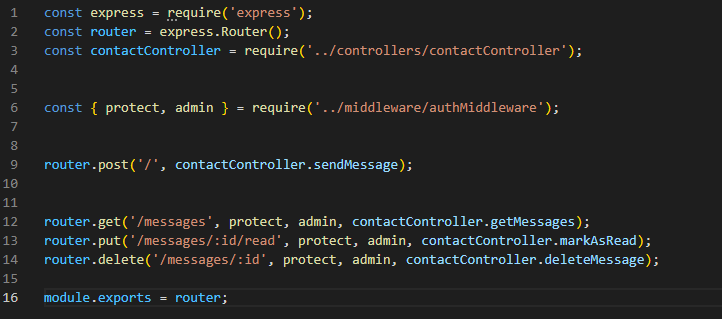 1 const express = require('express');
2 const router = express.Router();
3 const contactController = require('../controllers/contactController');
4
5
6 const { protect, admin } = require('../middleware/authMiddleware');
7
8
9 router.post('/', contactController.sendMessage);
10
11
12 router.get('/messages', protect, admin, contactController.getMessages);
13 router.put('/messages/:id/read', protect, admin, contactController.markAsRead);
14 router.delete('/messages/:id', protect, admin, contactController.deleteMessage);
15
16 module.exports = router;